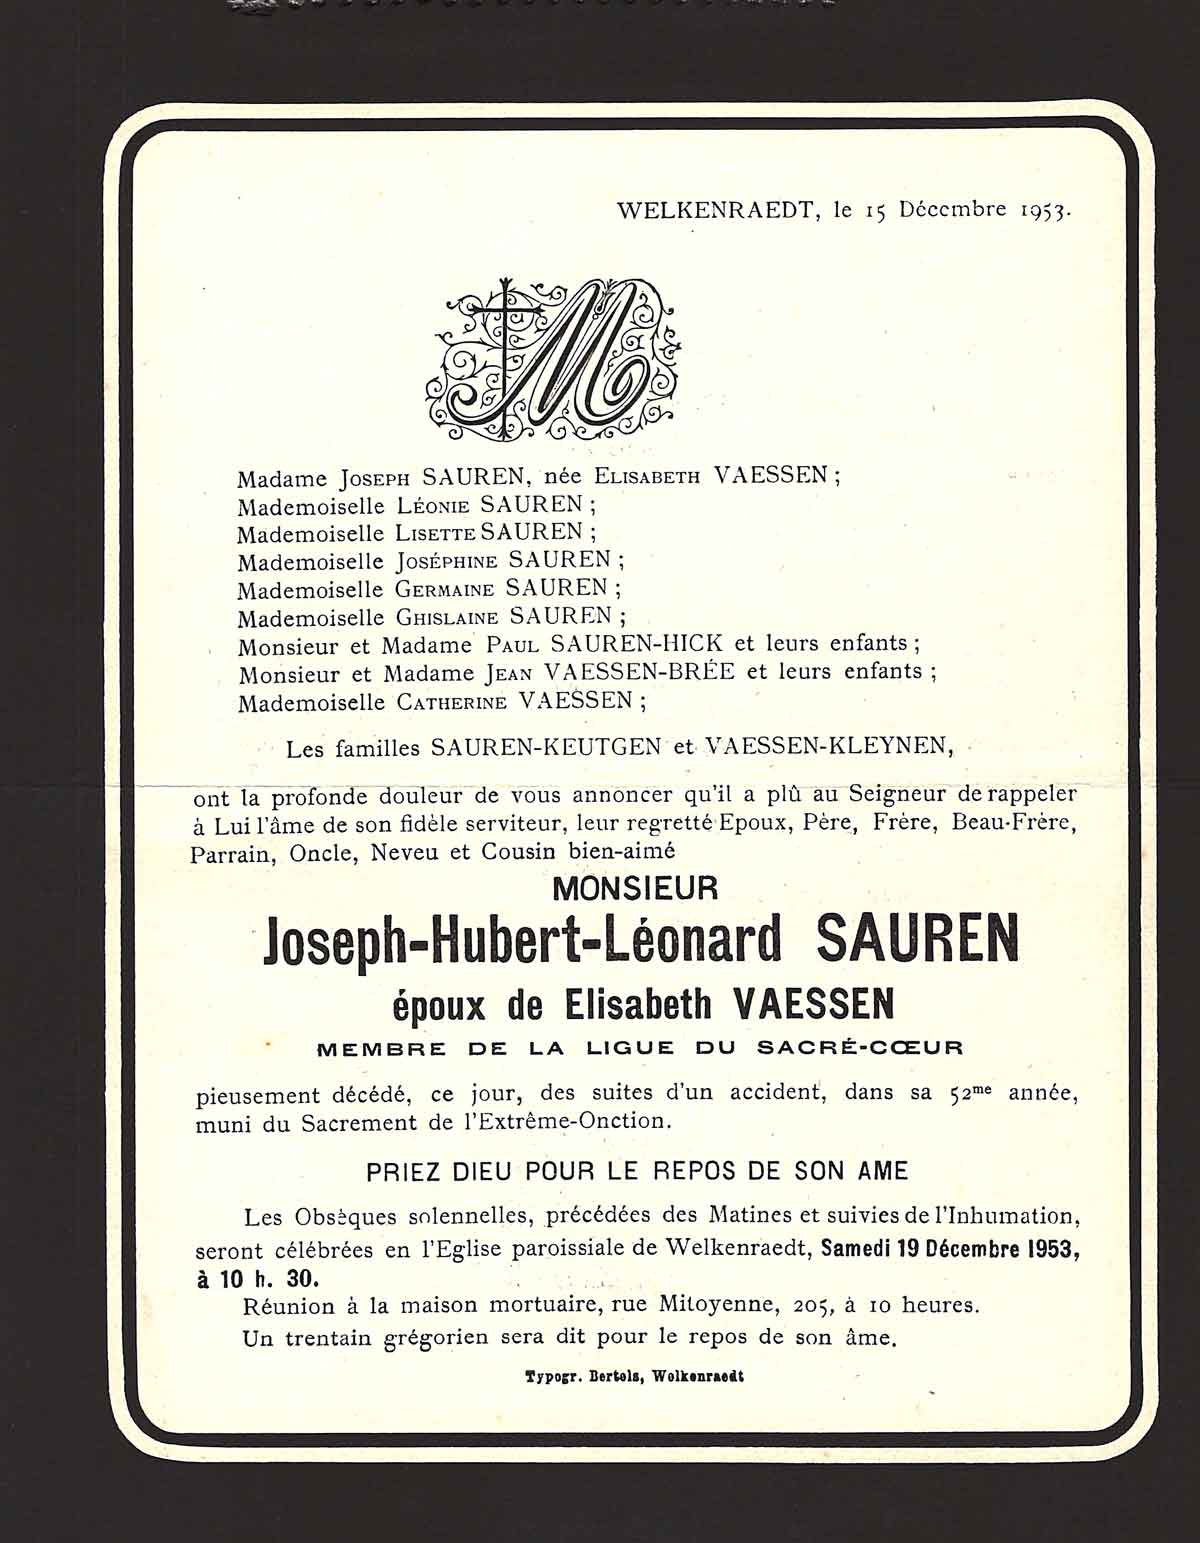 WELKENRAEDT, le 15 Décembre 1953.
M
Madame Joseph SAUREN, née Elisabeth VAESSEN ;
Mademoiselle Léonie SAUREN ;
Mademoiselle Lisette SAUREN ;
Mademoiselle Joséphine SAUREN ;
Mademoiselle Germaine SAUREN ;
Mademoiselle Ghislaine SAUREN ;
Monsieur et Madame Paul SAUREN-HICK et leurs enfants ;
Monsieur et Madame Jean VAESSEN-BRÉE et leurs enfants ;
Mademoiselle Catherine VAESSEN ;
Les familles SAUREN-KEUTGEN et VAESSEN-KLEYNEN,
ont la profonde douleur de vous annoncer qu'il a plû au Seigneur de rappeler
à Lui l'âme de son fidèle serviteur, leur regretté Epoux, Père, Frère, Beau-Frère,
Parrain, Oncle, Neveu et Cousin bien-aimé
MONSIEUR
Joseph-Hubert-Léonard SAUREN
époux de Elisabeth VAESSEN
MEMBRE DE LA LIGUE DU SACRÉ-CŒUR
pieusement décédé, ce jour, des suites d'un accident, dans sa 52me année,
muni du Sacrement de l'Extrême-Onction.
PRIEZ DIEU POUR LE REPOS DE SON AME
Les Obsèques solennelles, précédées des Matines et suivies de l'Inhumation,
seront célébrées en l'Eglise paroissiale de Welkenraedt, Samedi 19 Décembre 1953,
à 10 h. 30.
Réunion à la maison mortuaire, rue Mitoyenne, 205, à 10 heures.
Un trentain grégorien sera dit pour le repos de son âme.
Typogr. Bertels, Welkenraedt